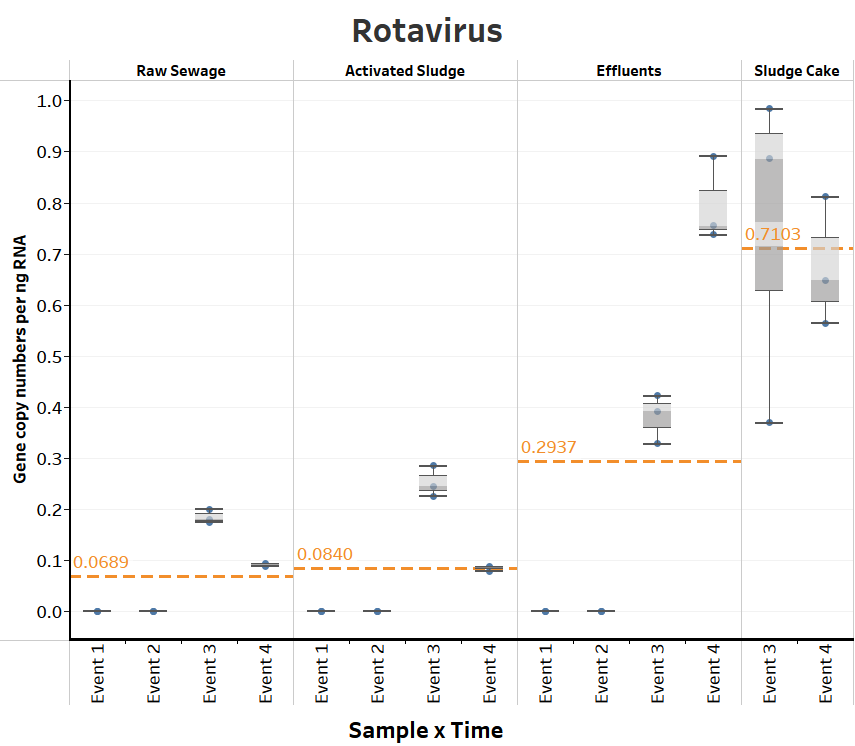 Rotavirus
Raw Sewage
Activated Sludge
Effluents
Sludge Cake
Gene copy numbers per ng RNA
1.0
0.9
0.8
0.7
0.6
0.5
0.4
0.3
0.2
0.1
0.0
0.0689
0.0840
0.2937
0.7103
Event 1
Event 2
Event 3
Event 4
Event 1
Event 2
Event 3
Event 4
Event 1
Event 2
Event 3
Event 4
Event 3
Event 4
Sample x Time